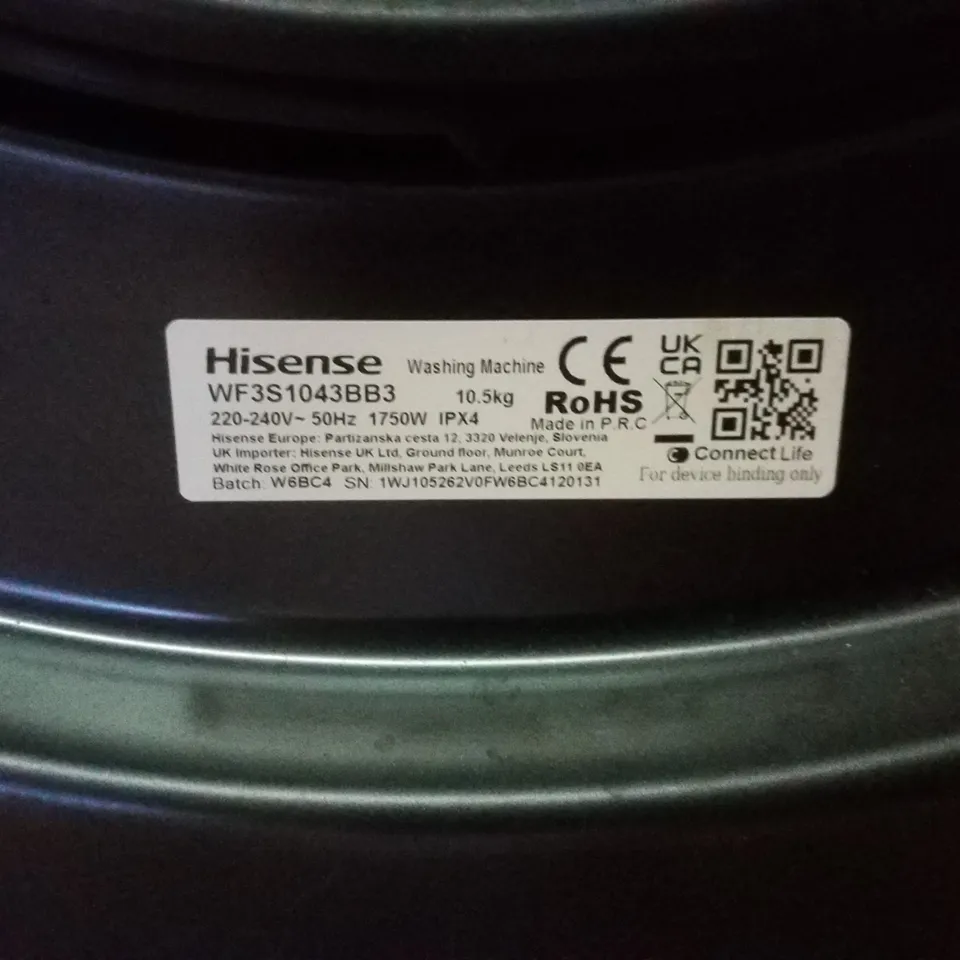 Hisense Washing Machine CE UK CA
WF3S1043BB3 10.5kg RoHS
220-240V~ 50Hz 1750W IPX4 Made in P.R.C
Hisense Europe: Partizanska cesta 12, 3320 Velenje, Slovenia
UK Importer: Hisense UK Ltd, Ground floor, Munroe Court,
White Rose Office Park, Millshaw Park Lane, Leeds LS11 0EA
Batch: W6BC4 SN: 1WJ105262V0FW6BC4120131
ConnectLife
For device binding only